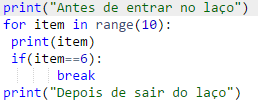 print("Antes de entrar no laço")
for item in range(10):
 print(item)
 if(item==6):
        break
print("Depois de sair do laço")